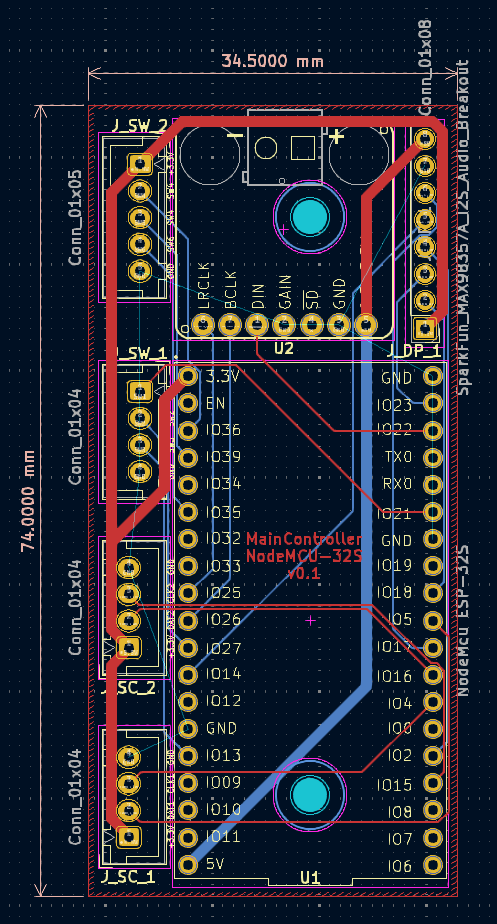 34.5000 mm
Conn_01x08
SparkFun_MAX98357A_I2S_Audio_Breakout
J_SW_2
- +
Conn_01x05
LRCLK
BCLK
DIN
GAIN
SD
GND
U2
J_DP_1
J_SW_1
Conn_01x04
74.0000 mm
3.3V
EN
IO36
IO39
IO34
IO35
IO32
IO33
IO25
IO26
IO27
IO14
IO12
GND
IO13
IO09
IO10
IO11
5V
GND
IO23
IO22
TX0
RX0
IO21
GND
IO19
IO18
IO5
IO17
IO16
IO4
IO0
IO2
IO15
IO8
IO7
IO6
MainController
NodeMCU-32S
v0.1
NodeMcu ESP-32S
Conn_01x04
J_SC_2
Conn_01x04
J_SC_1
U1